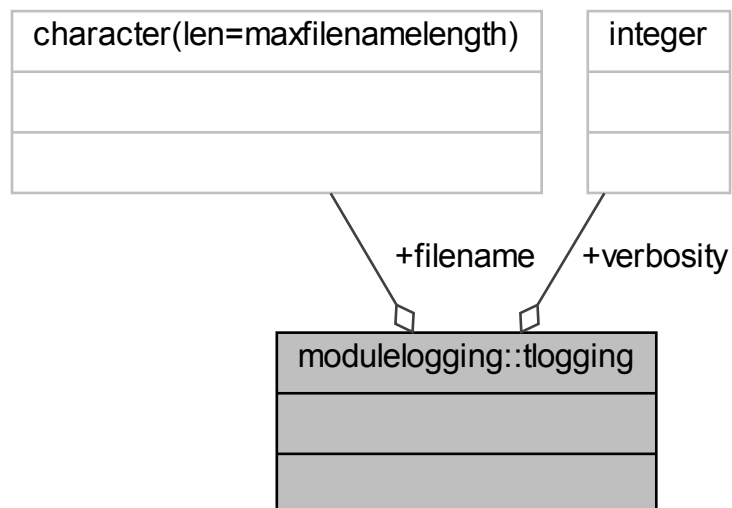 character(len=maxfilenamelength)
integer
+filename
+verbosity
modulelogging::tlogging